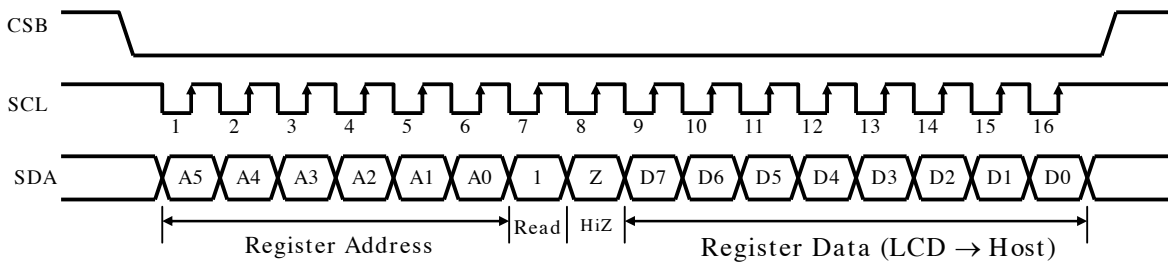 CSB
SCL
1 2 3 4 5 6 7 8 9 10 11 12 13 14 15 16
SDA A5 A4 A3 A2 A1 A0 1 Z D7 D6 D5 D4 D3 D2 D1 D0
Register Address Read HiZ Register Data (LCD → Host)